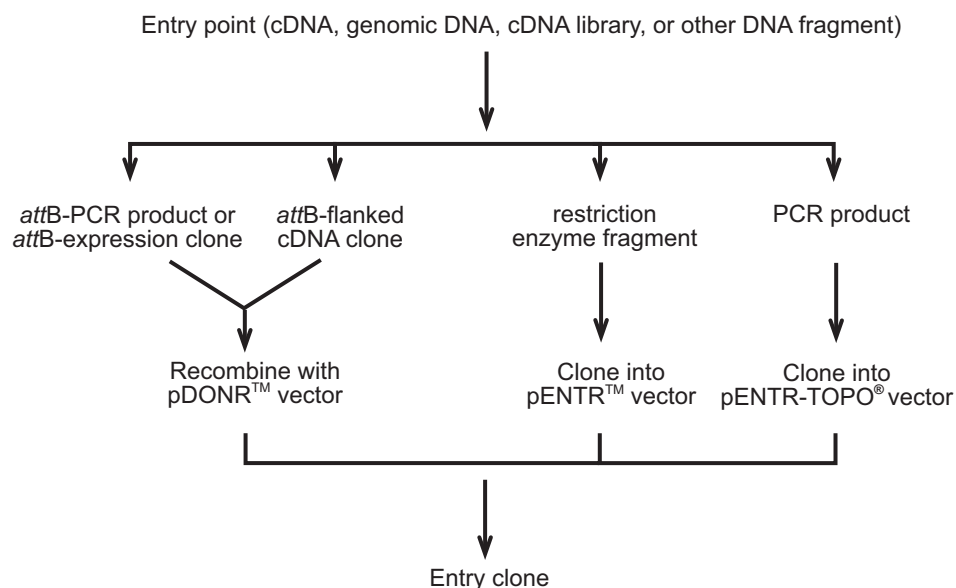 Entry point (cDNA, genomic DNA, cDNA library, or other DNA fragment)
attB-PCR product or
attB-expression clone
attB-flanked
cDNA clone
restriction
enzyme fragment
PCR product
Recombine with
pDONR™ vector
Clone into
pENTR™ vector
Clone into
pENTR-TOPO® vector
Entry clone